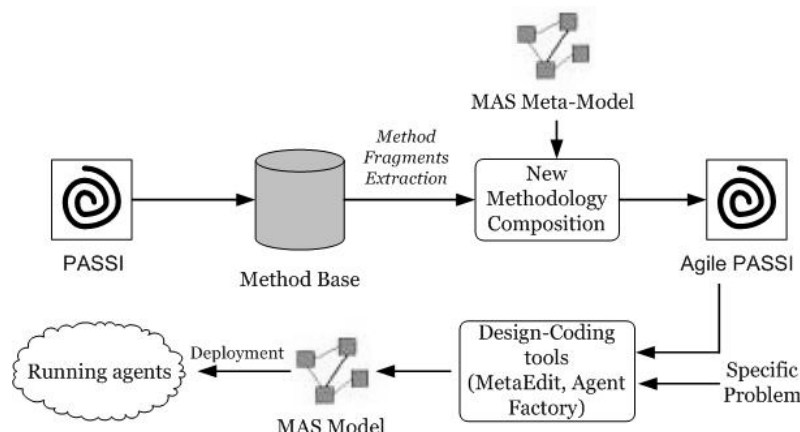 MAS Meta-Model
Method
Fragments
Extraction
New
Methodology
Composition
PASSI
Method Base
Agile PASSI
Running agents
Deployment
MAS Model
Design-Coding
tools
(MetaEdit, Agent
Factory)
Specific
Problem